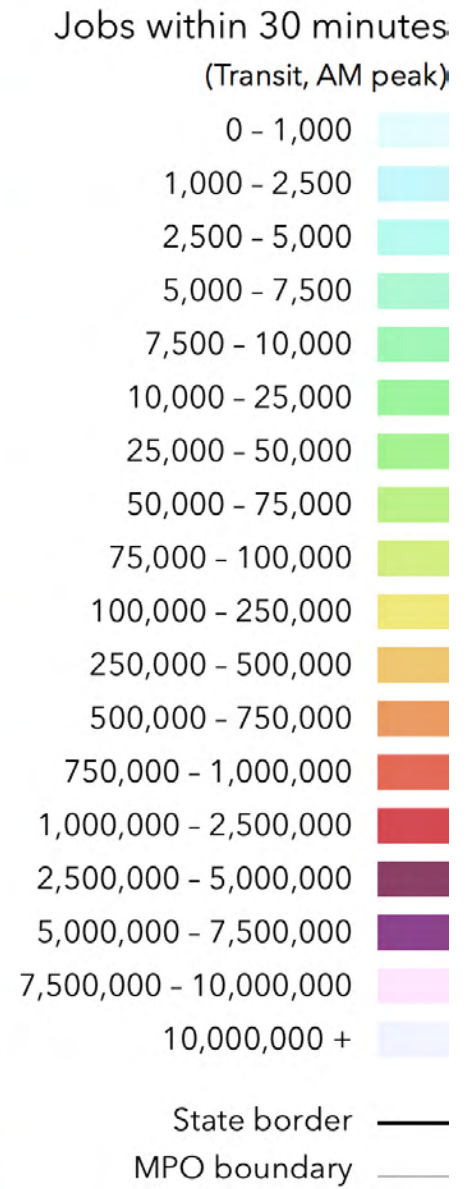 Jobs within 30 minutes
(Transit, AM peak)
0 – 1,000
1,000 – 2,500
2,500 – 5,000
5,000 – 7,500
7,500 – 10,000
10,000 – 25,000
25,000 – 50,000
50,000 – 75,000
75,000 – 100,000
100,000 – 250,000
250,000 – 500,000
500,000 – 750,000
750,000 – 1,000,000
1,000,000 – 2,500,000
2,500,000 – 5,000,000
5,000,000 – 7,500,000
7,500,000 – 10,000,000
10,000,000 +
State border
MPO boundary